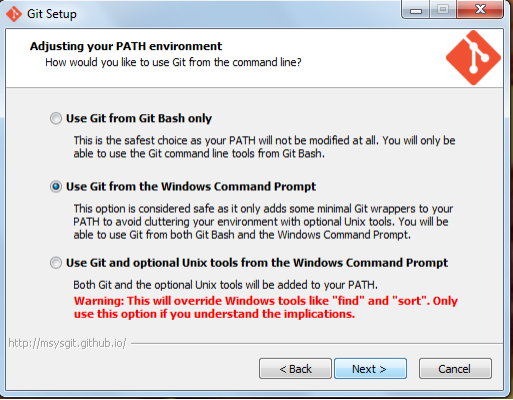 Git Setup
Adjusting your PATH environment
How would you like to use Git from the command line?
Use Git from Git Bash only
This is the safest choice as your PATH will not be modified at all. You will only be
able to use the Git command line tools from Git Bash.
Use Git from the Windows Command Prompt
This option is considered safe as it only adds some minimal Git wrappers to your
PATH to avoid cluttering your environment with optional Unix tools. You will be
able to use Git from both Git Bash and the Windows Command Prompt.
Use Git and optional Unix tools from the Windows Command Prompt
Both Git and the optional Unix tools will be added to your PATH.
Warning: This will override Windows tools like "find" and "sort". Only
use this option if you understand the implications.
http://msysgit.github.io/
< Back
Next >
Cancel